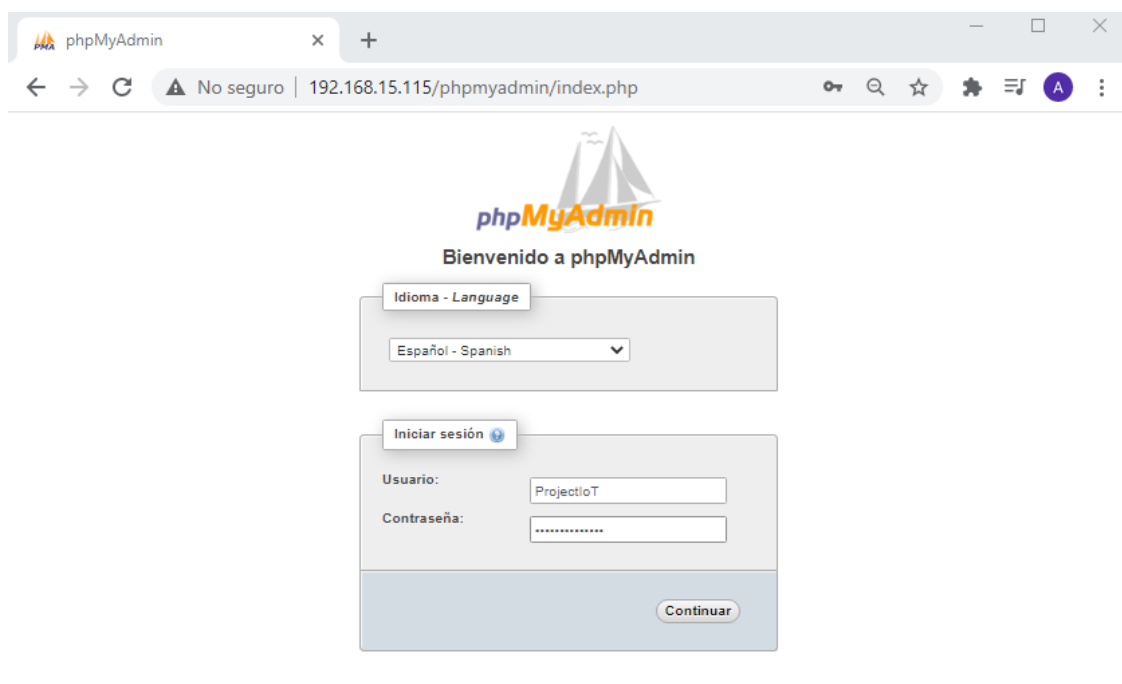 PMA phpMyAdmin
No seguro | 192.168.15.115/phpmyadmin/index.php
A
phpMyAdmin
Bienvenido a phpMyAdmin
Idioma - Language
Español - Spanish
Iniciar sesión
Usuario:
ProjectIoT
Contraseña:
••••••••••••••
Continuar